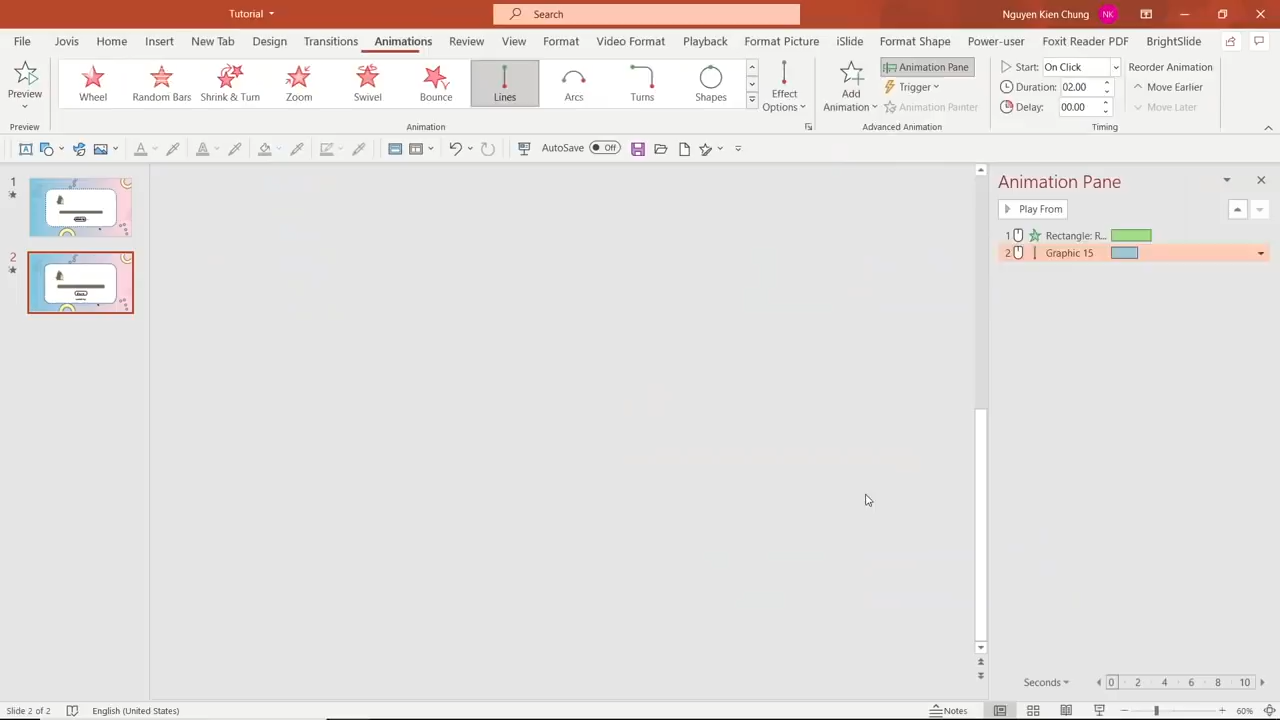 Tutorial
Search
Nguyen Kien Chung
NK
File Jovis Home Insert New Tab Design Transitions Animations Review View Format Video Format Playback Format Picture iSlide Format Shape Power-user Foxit Reader PDF BrightSlide
Preview
Wheel Random Bars Shrink & Turn Zoom Swivel Bounce Lines Arcs Turns Shapes
Effect
Options
Add
Animation
Animation Pane
Trigger
Animation Painter
Start: On Click
Duration: 02.00
Delay: 00.00
Reorder Animation
Move Earlier
Move Later
Preview Animation Advanced Animation Timing
AutoSave Off
1
2
Animation Pane
Play From
1 Rectangle: R...
2 Graphic 15
Seconds 0 2 4 6 8 10
Slide 2 of 2 English (United States) Notes 60%